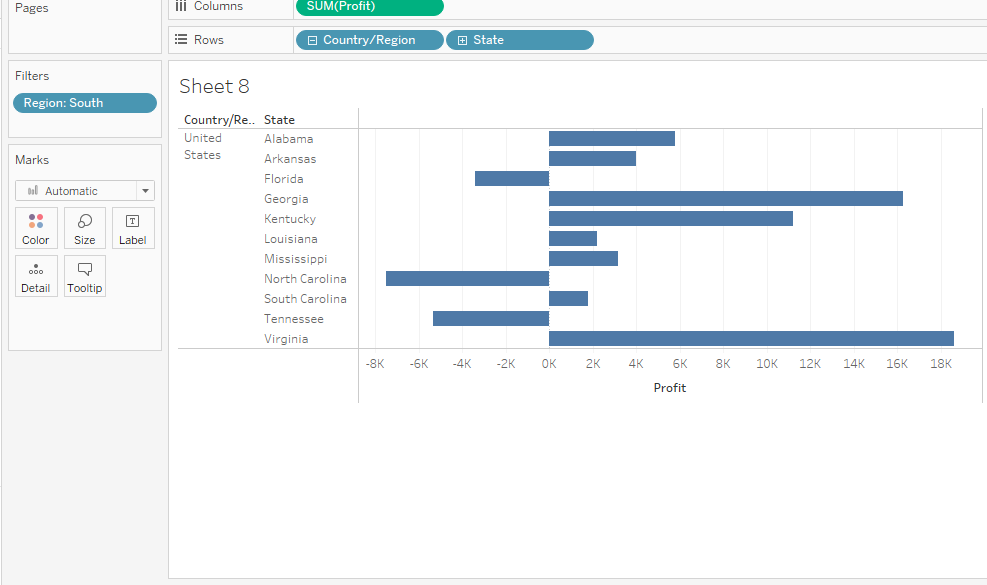 Pages
Columns
SUM(Profit)
Rows
Country/Region
State
Filters
Region: South
Marks
Automatic
Color
Size
Label
Detail
Tooltip
Sheet 8
Country/Re.. State
United States
Alabama
Arkansas
Florida
Georgia
Kentucky
Louisiana
Mississippi
North Carolina
South Carolina
Tennessee
Virginia
-8K -6K -4K -2K 0K 2K 4K 6K 8K 10K 12K 14K 16K 18K
Profit